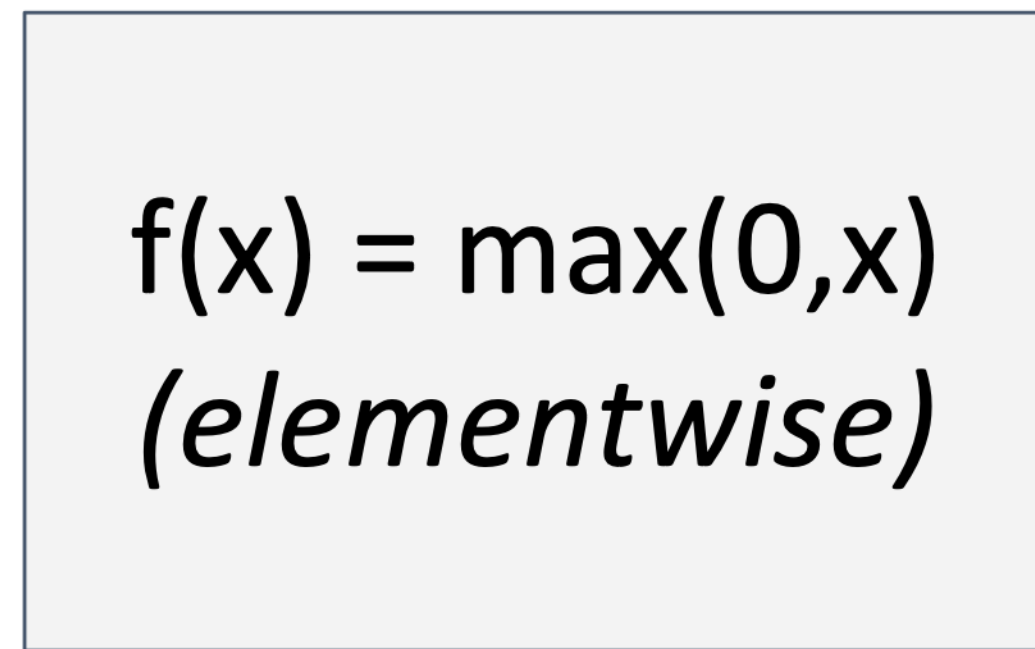 f(x) = max(0,x)
(elementwise)